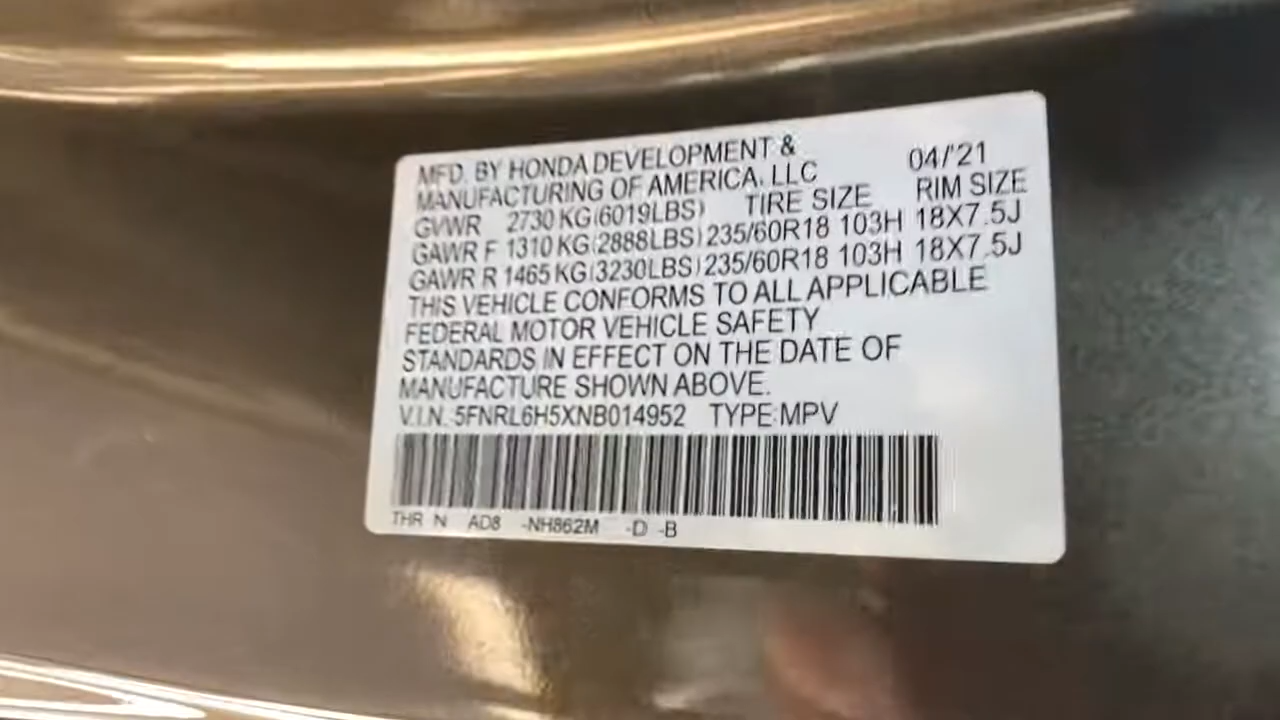 MFD. BY HONDA DEVELOPMENT &
MANUFACTURING OF AMERICA, LLC 04/'21
GVWR 2730 KG(6019LBS) TIRE SIZE RIM SIZE
GAWR F 1310 KG(2888LBS) 235/60R18 103H 18X7.5J
GAWR R 1465 KG(3230LBS) 235/60R18 103H 18X7.5J
THIS VEHICLE CONFORMS TO ALL APPLICABLE
FEDERAL MOTOR VEHICLE SAFETY
STANDARDS IN EFFECT ON THE DATE OF
MANUFACTURE SHOWN ABOVE.
V.I.N. 5FNRL6H5XNB014952 TYPE:MPV
THR N AD8 -NH862M -D -B